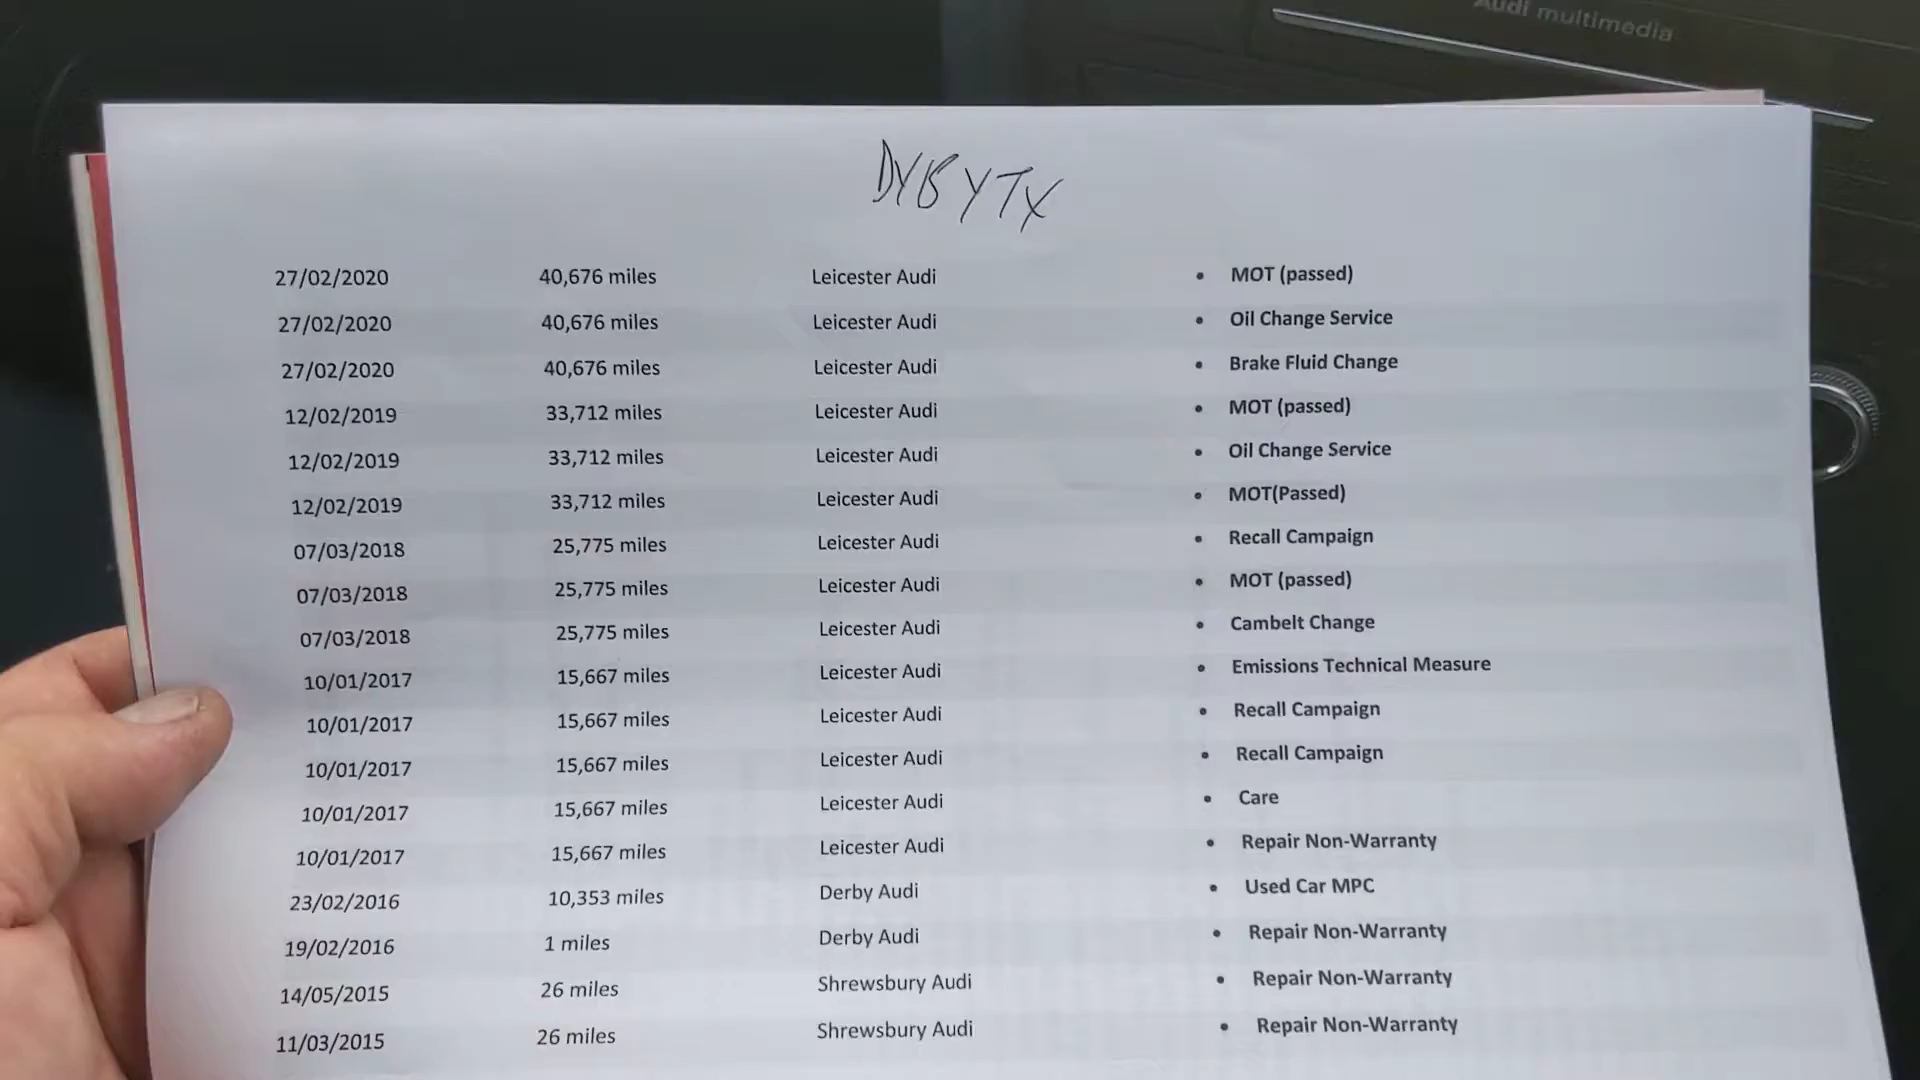 Audi multimedia
DY15 YTX
27/02/2020 40,676 miles Leicester Audi • MOT (passed)
27/02/2020 40,676 miles Leicester Audi • Oil Change Service
27/02/2020 40,676 miles Leicester Audi • Brake Fluid Change
12/02/2019 33,712 miles Leicester Audi • MOT (passed)
12/02/2019 33,712 miles Leicester Audi • Oil Change Service
12/02/2019 33,712 miles Leicester Audi • MOT(Passed)
07/03/2018 25,775 miles Leicester Audi • Recall Campaign
07/03/2018 25,775 miles Leicester Audi • MOT (passed)
07/03/2018 25,775 miles Leicester Audi • Cambelt Change
10/01/2017 15,667 miles Leicester Audi • Emissions Technical Measure
10/01/2017 15,667 miles Leicester Audi • Recall Campaign
10/01/2017 15,667 miles Leicester Audi • Recall Campaign
10/01/2017 15,667 miles Leicester Audi • Care
10/01/2017 15,667 miles Leicester Audi • Repair Non-Warranty
23/02/2016 10,353 miles Derby Audi • Used Car MPC
19/02/2016 1 miles Derby Audi • Repair Non-Warranty
14/05/2015 26 miles Shrewsbury Audi • Repair Non-Warranty
11/03/2015 26 miles Shrewsbury Audi • Repair Non-Warranty